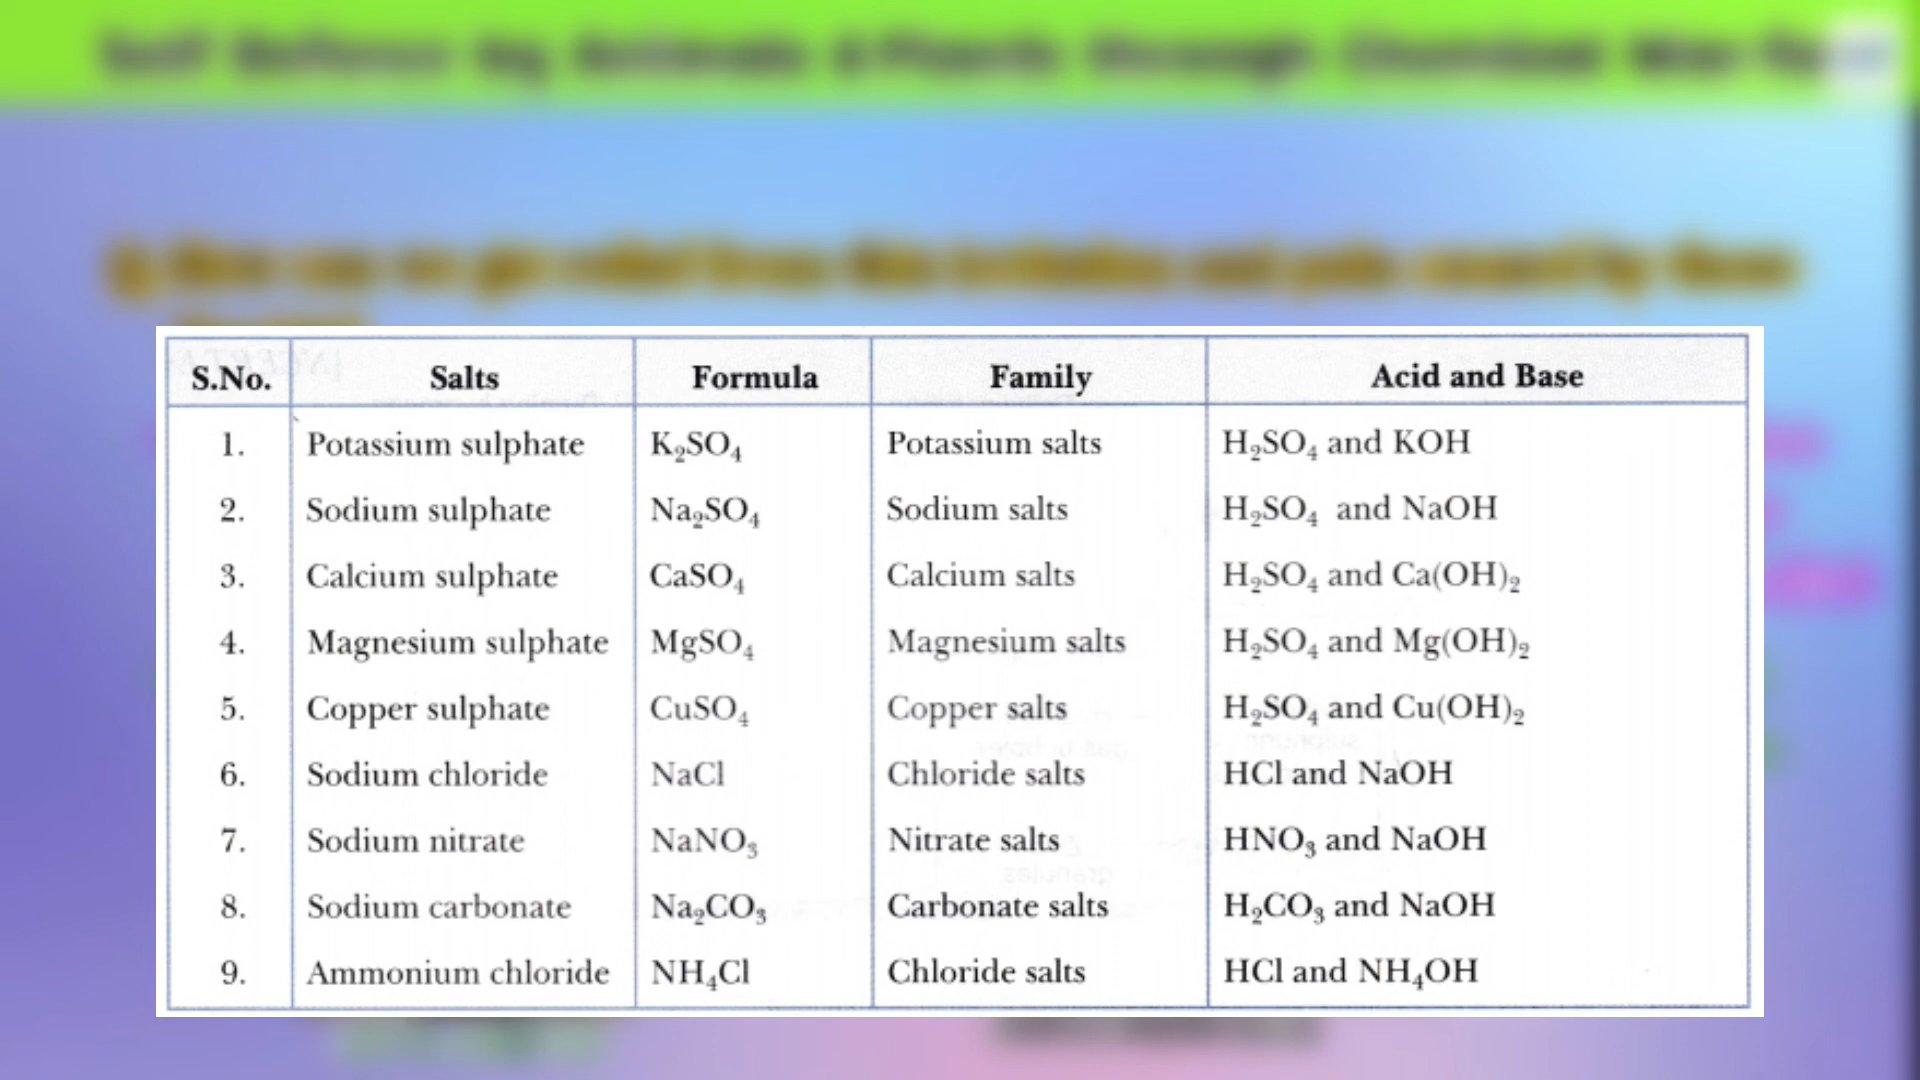 S.No. Salts Formula Family Acid and Base
1. Potassium sulphate K₂SO₄ Potassium salts H₂SO₄ and KOH
2. Sodium sulphate Na₂SO₄ Sodium salts H₂SO₄ and NaOH
3. Calcium sulphate CaSO₄ Calcium salts H₂SO₄ and Ca(OH)₂
4. Magnesium sulphate MgSO₄ Magnesium salts H₂SO₄ and Mg(OH)₂
5. Copper sulphate CuSO₄ Copper salts H₂SO₄ and Cu(OH)₂
6. Sodium chloride NaCl Chloride salts HCl and NaOH
7. Sodium nitrate NaNO₃ Nitrate salts HNO₃ and NaOH
8. Sodium carbonate Na₂CO₃ Carbonate salts H₂CO₃ and NaOH
9. Ammonium chloride NH₄Cl Chloride salts HCl and NH₄OH